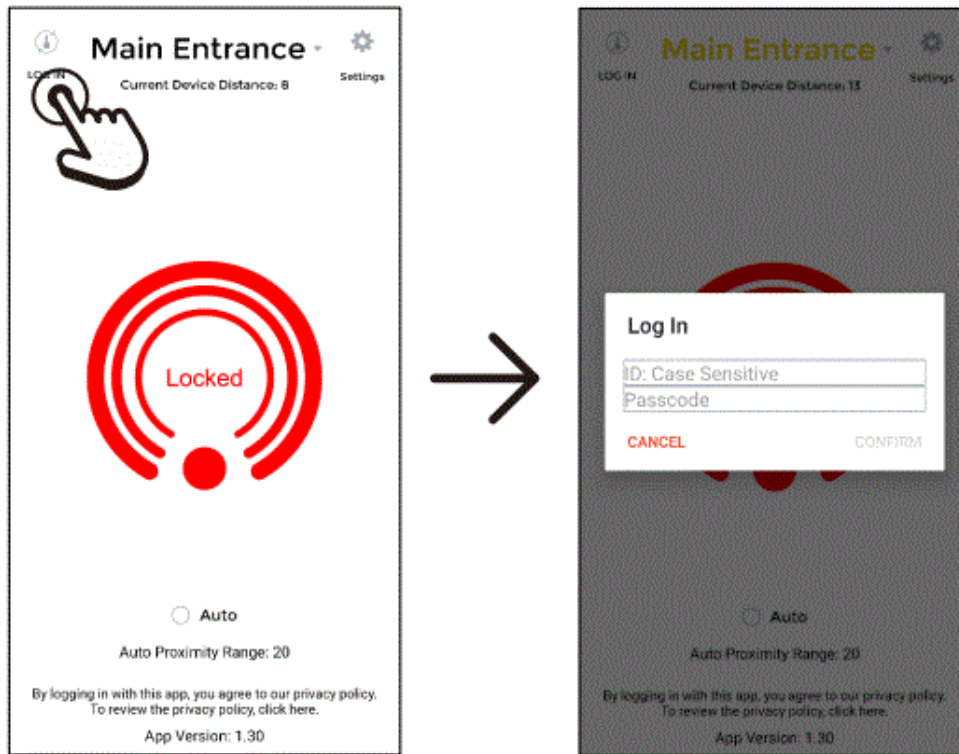 Main Entrance
LOG IN
Settings
Current Device Distance: 8
Locked
Auto
Auto Proximity Range: 20
By logging in with this app, you agree to our privacy policy.
To review the privacy policy, click here.
App Version: 1.30
Main Entrance
LOG IN
Settings
Current Device Distance: 13
Log In
ID: Case Sensitive
Passcode
CANCEL
CONFIRM
Auto
Auto Proximity Range: 20
By logging in with this app, you agree to our privacy policy.
To review the privacy policy, click here.
App Version: 1.30